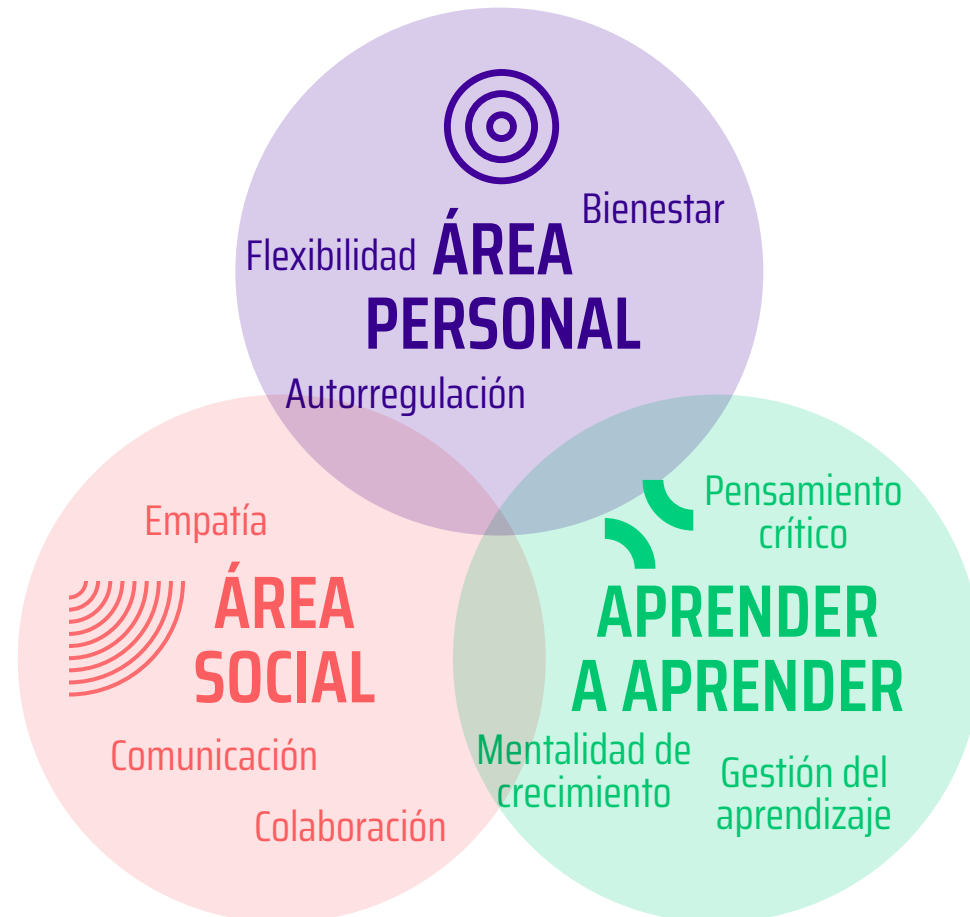 Bienestar
Flexibilidad
ÁREA
PERSONAL
Autorregulación
Empatía
ÁREA
SOCIAL
Comunicación
Colaboración
Pensamiento
crítico
APRENDER
A APRENDER
Mentalidad de
crecimiento
Gestión del
aprendizaje